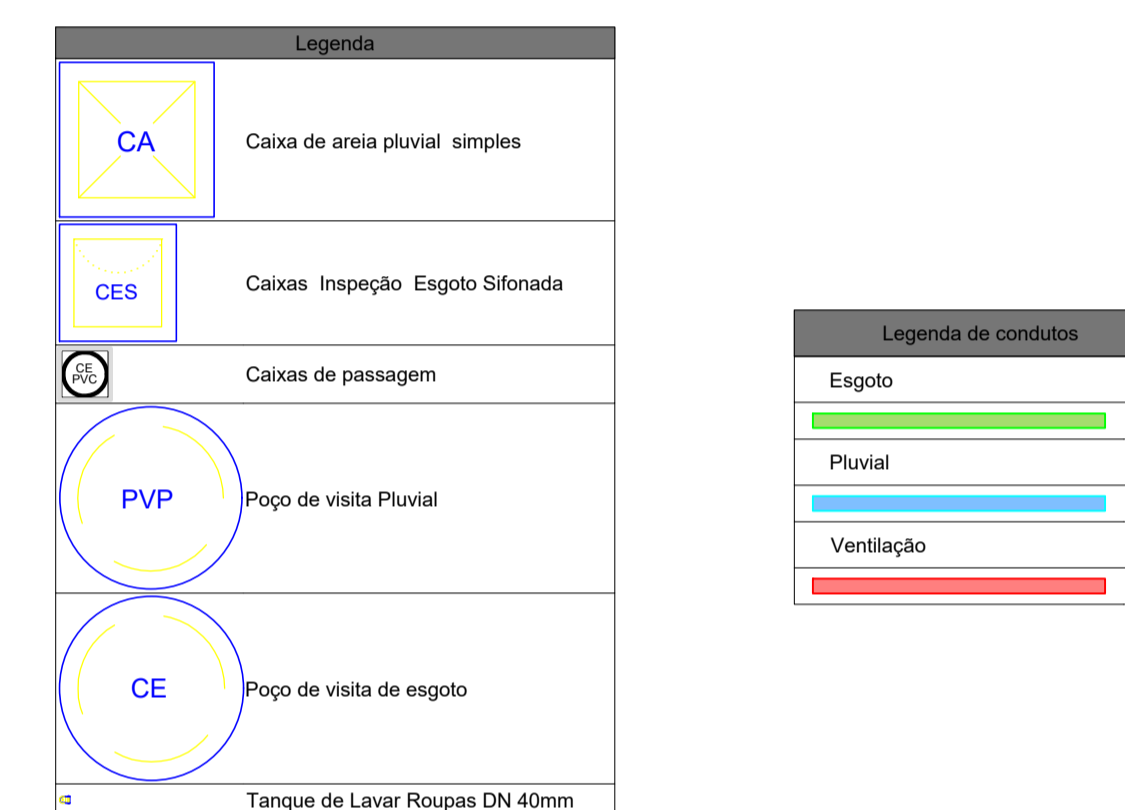 Legenda
CA
Caixa de areia pluvial  simples
CES
Caixas  Inspeção  Esgoto Sifonada
CE
PVC
Caixas de passagem
PVP
Poço de visita Pluvial
CE
Poço de visita de esgoto
Tanque de Lavar Roupas DN 40mm
Legenda de condutos
Esgoto
Pluvial
Ventilação